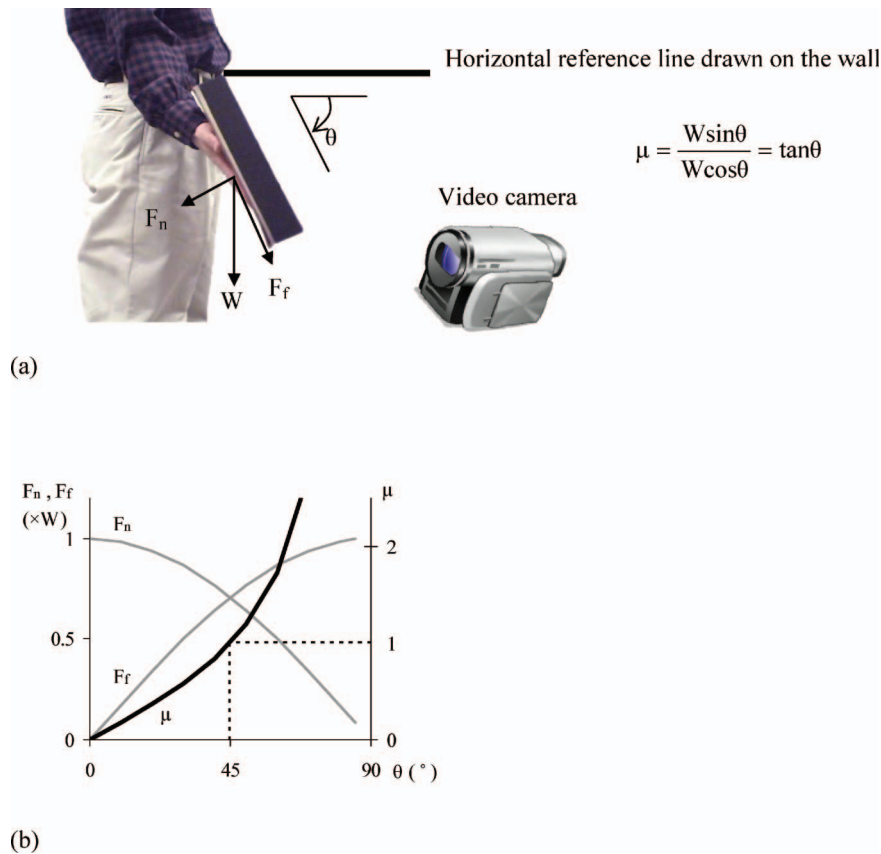 Horizontal reference line drawn on the wall
θ
μ = Wsinθ / Wcosθ = tanθ
Video camera
Fn
W
Ff
(a)
Fn , Ff
(×W)
μ
Fn
1
2
0.5
1
Ff
μ
0
0
0
45
90
θ (°)
(b)